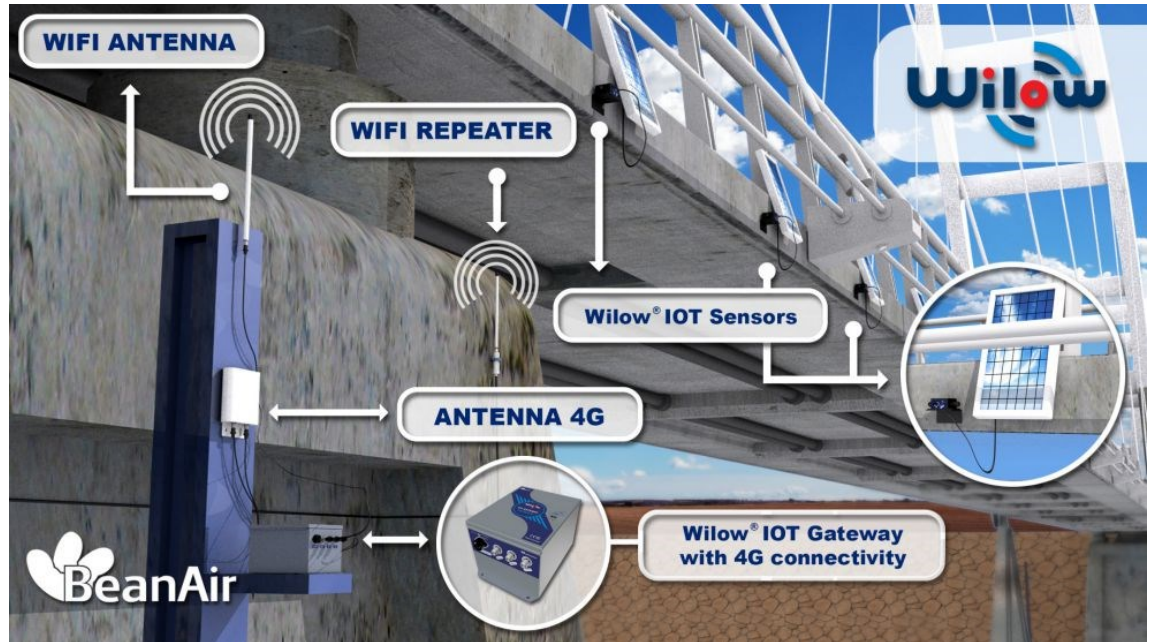 WIFI ANTENNA
WIFI REPEATER
Wilow
Wilow® IOT Sensors
ANTENNA 4G
Wilow® IOT Gateway
with 4G connectivity
BeanAir